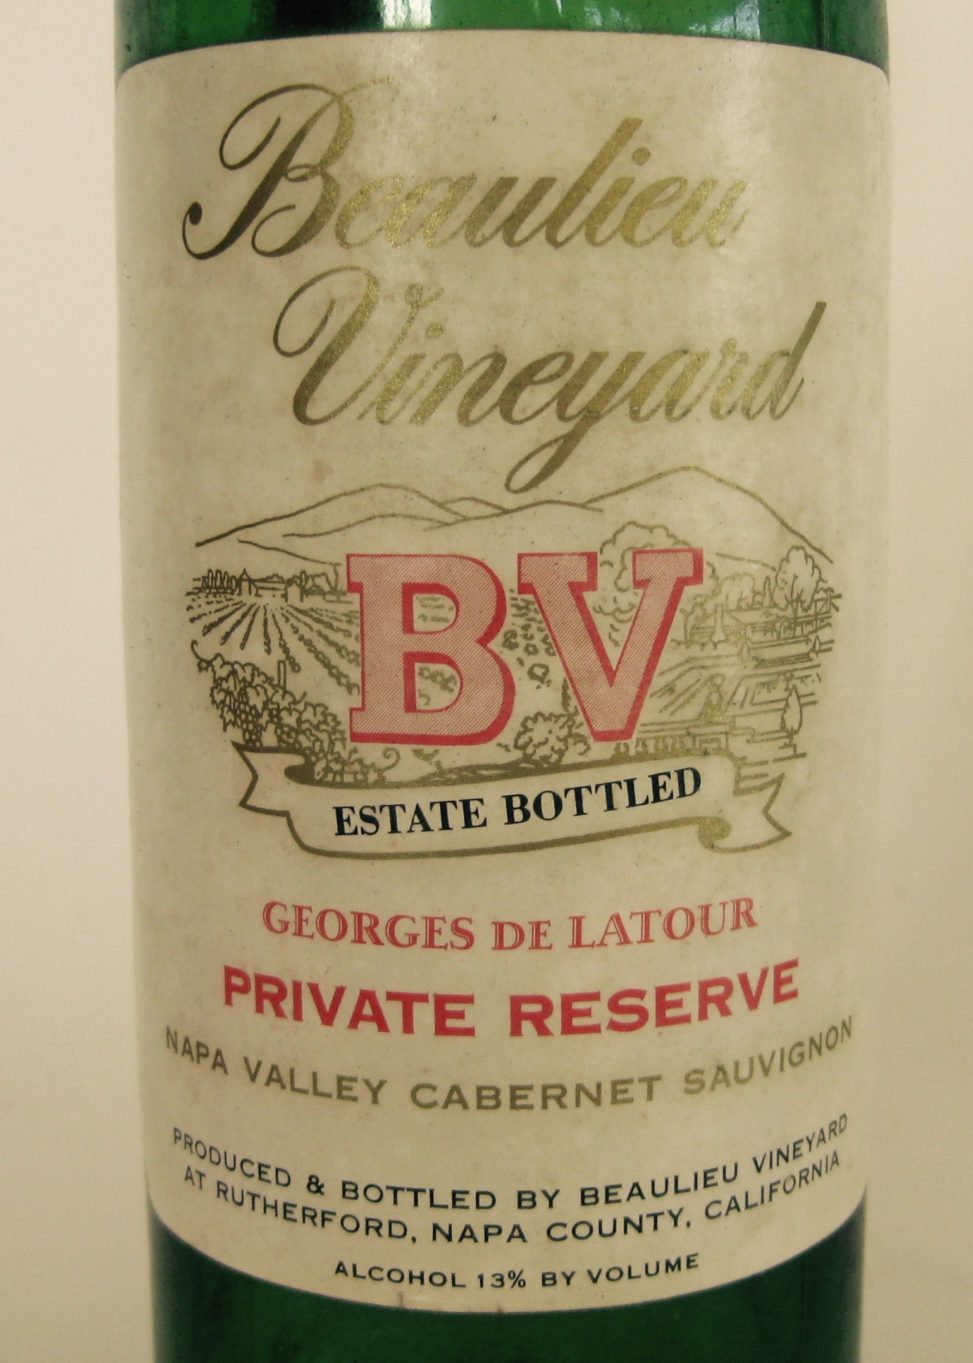 Beaulieu
Vineyard
BV
ESTATE BOTTLED
GEORGES DE LATOUR
PRIVATE RESERVE
NAPA VALLEY CABERNET SAUVIGNON
PRODUCED & BOTTLED BY BEAULIEU VINEYARD
AT RUTHERFORD, NAPA COUNTY, CALIFORNIA
ALCOHOL 13% BY VOLUME